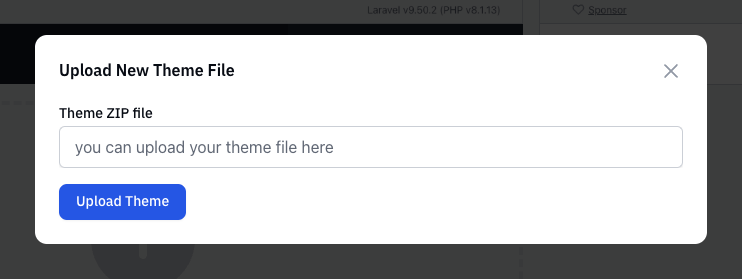 Laravel v9.50.2 (PHP v8.1.13)
Sponsor
Upload New Theme File
Theme ZIP file
you can upload your theme file here
Upload Theme